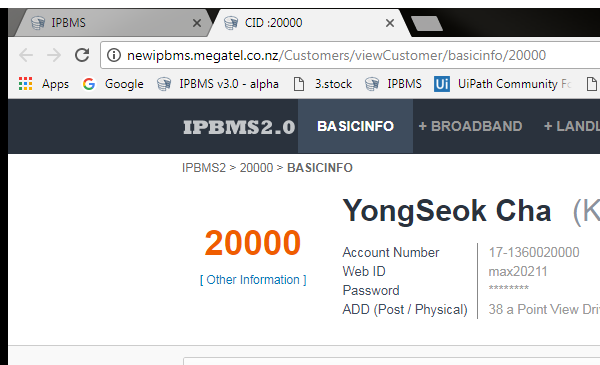 IPBMS
CID :20000
newipbms.megatel.co.nz/Customers/viewCustomer/basicinfo/20000
Apps Google IPBMS v3.0 - alpha 3.stock IPBMS Ui UiPath Community
IPBMS2.0 BASICINFO + BROADBAND + LANDL
IPBMS2 > 20000 > BASICINFO
YongSeok Cha (K
20000
[ Other Information ]
Account Number 17-1360020000
Web ID max20211
Password ********
ADD (Post / Physical) 38 a Point View Dri